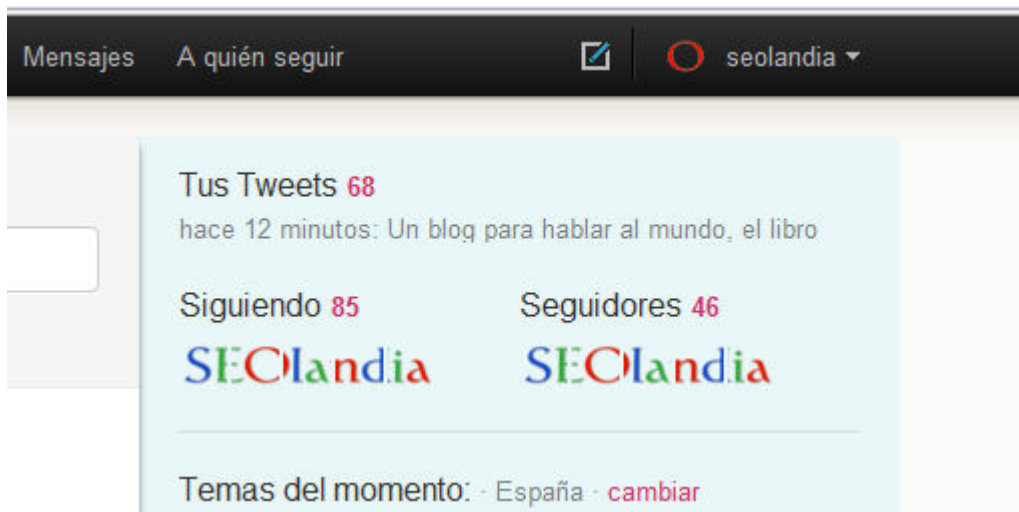 Mensajes A quién seguir seolandia
Tus Tweets 68
hace 12 minutos: Un blog para hablar al mundo, el libro
Siguiendo 85 Seguidores 46
SEOlandia SEOlandia
Temas del momento: · España · cambiar